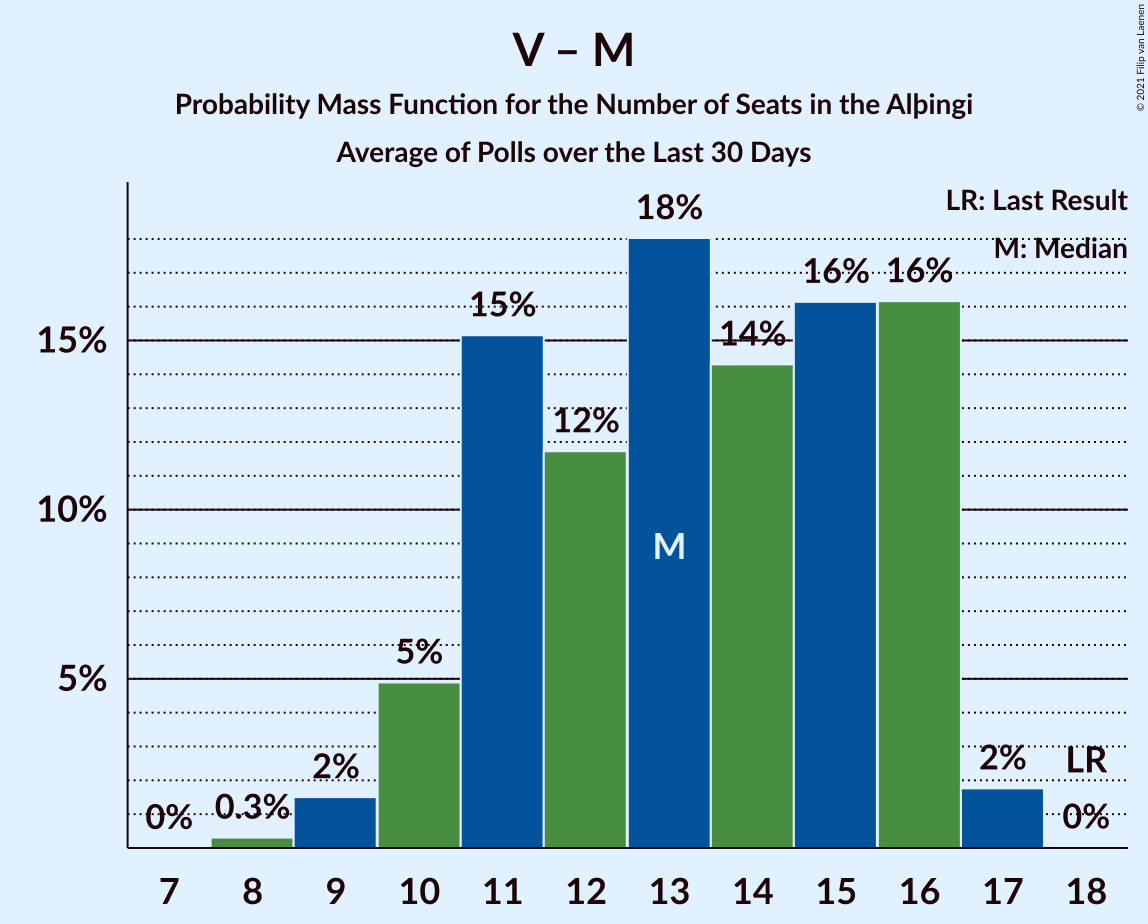 V – M
Probability Mass Function for the Number of Seats in the Alþingi
Average of Polls over the Last 30 Days
© 2021 Filip van Laenen
LR: Last Result
M: Median
18%
16% 16%
15%
14%
15%
12%
10%
M
5%
5%
2%
2%
LR
0% 0.3%
0%
7 8 9 10 11 12 13 14 15 16 17 18